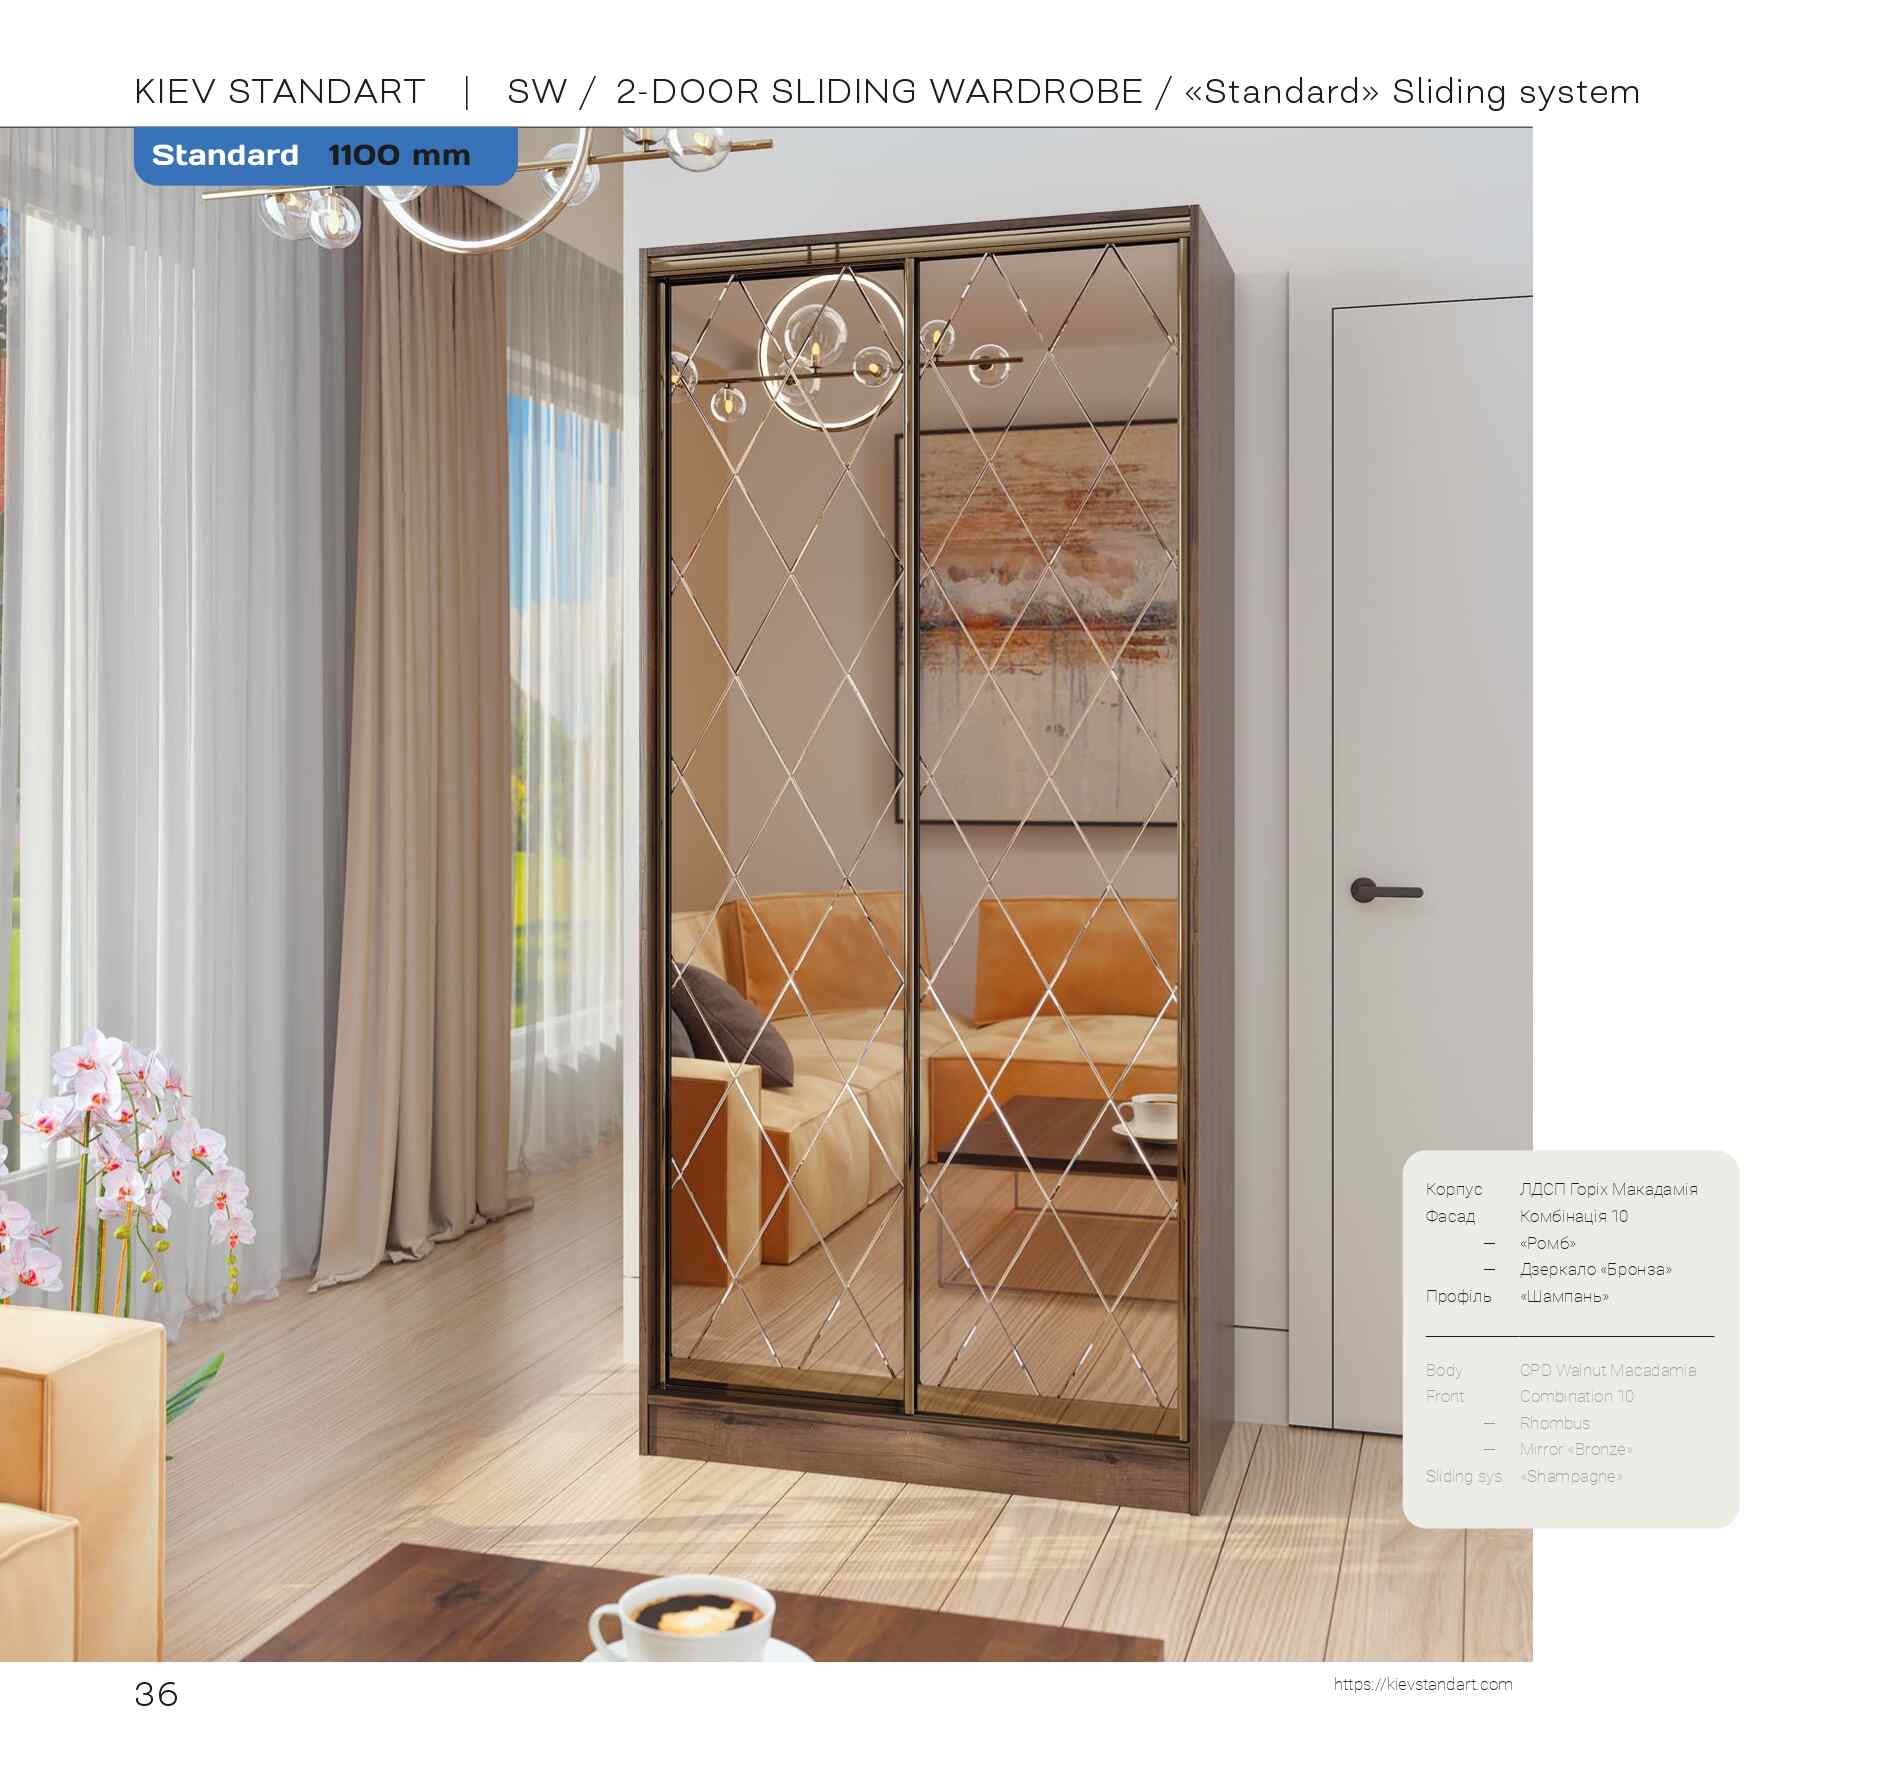 KIEV STANDART | SW / 2-DOOR SLIDING WARDROBE / «Standard» Sliding system
Standard 1100 mm
Корпус ЛДСП Горіх Макадамія
Фасад Комбінація 10
— «Ромб»
— Дзеркало «Бронза»
Профіль «Шампань»
Body CPD Walnut Macadamia
Front Combination 10
— Rhombus
— Mirror «Bronze»
Sliding sys. «Shampagne»
36
https://kievstandart.com